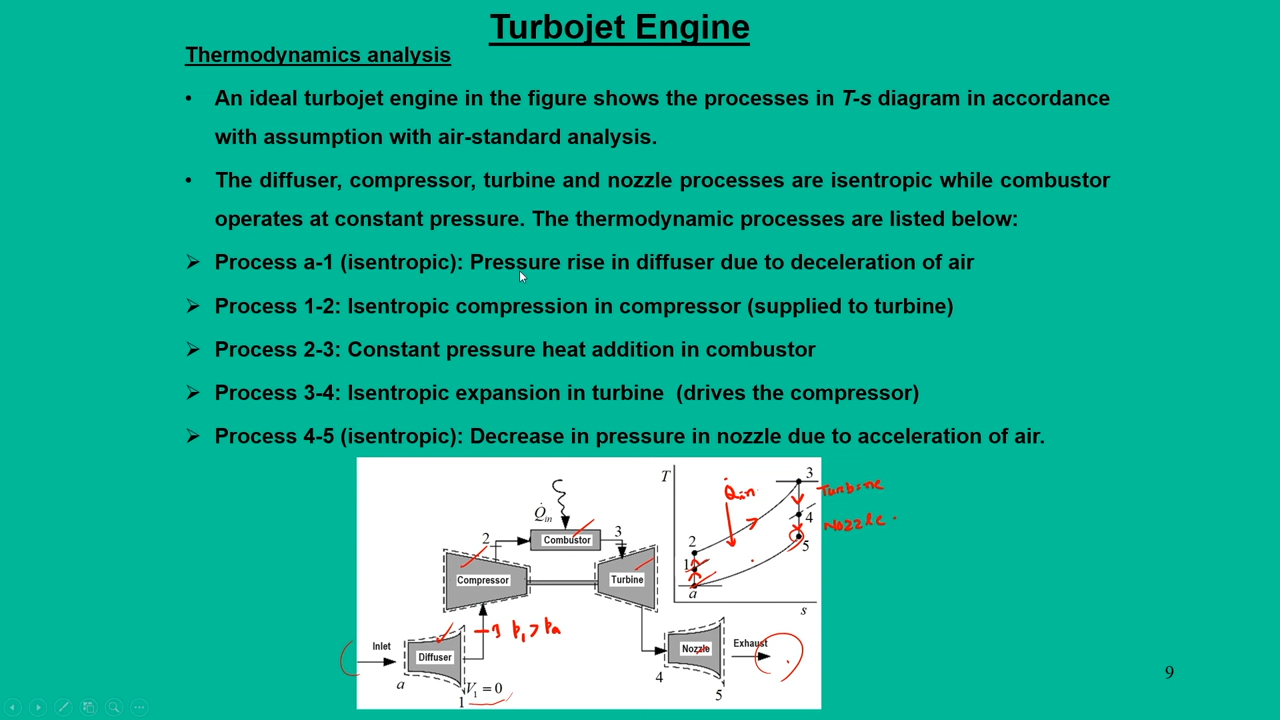 Turbojet Engine
Thermodynamics analysis
• An ideal turbojet engine in the figure shows the processes in T-s diagram in accordance
with assumption with air-standard analysis.
• The diffuser, compressor, turbine and nozzle processes are isentropic while combustor
operates at constant pressure. The thermodynamic processes are listed below:
➢ Process a-1 (isentropic): Pressure rise in diffuser due to deceleration of air
➢ Process 1-2: Isentropic compression in compressor (supplied to turbine)
➢ Process 2-3: Constant pressure heat addition in combustor
➢ Process 3-4: Isentropic expansion in turbine (drives the compressor)
➢ Process 4-5 (isentropic): Decrease in pressure in nozzle due to acceleration of air.
T
3
Q̇in
Turbine
Q̇in
4
Nozzle
2
3
Combustor
5
2
1
Compressor
Turbine
a
s
p₁ > pa
Inlet
Diffuser
Nozzle
Exhaust
a
V₁ = 0
1
4
5
9